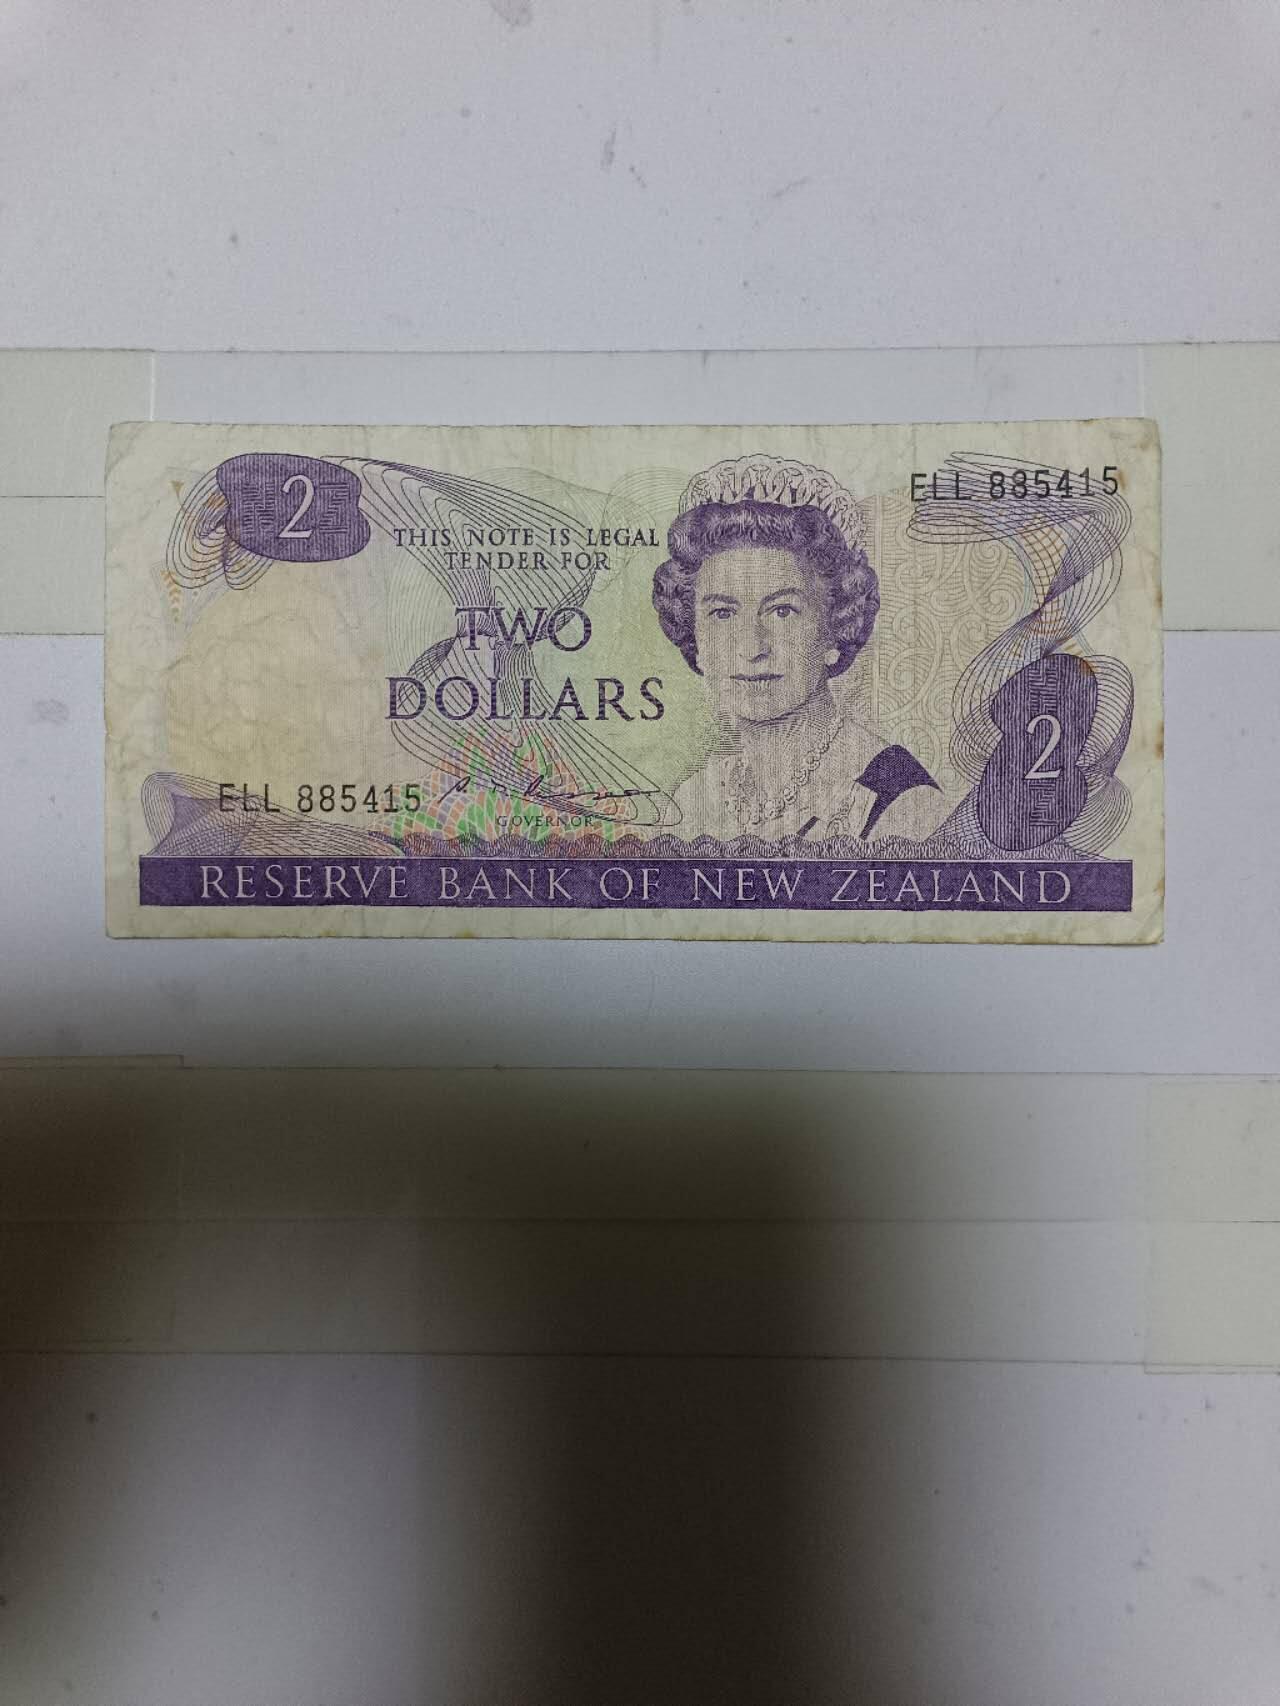 2
ELL 885415
THIS NOTE IS LEGAL
TENDER FOR
TWO
DOLLARS
2
ELL 885415
GOVERNOR
RESERVE BANK OF NEW ZEALAND